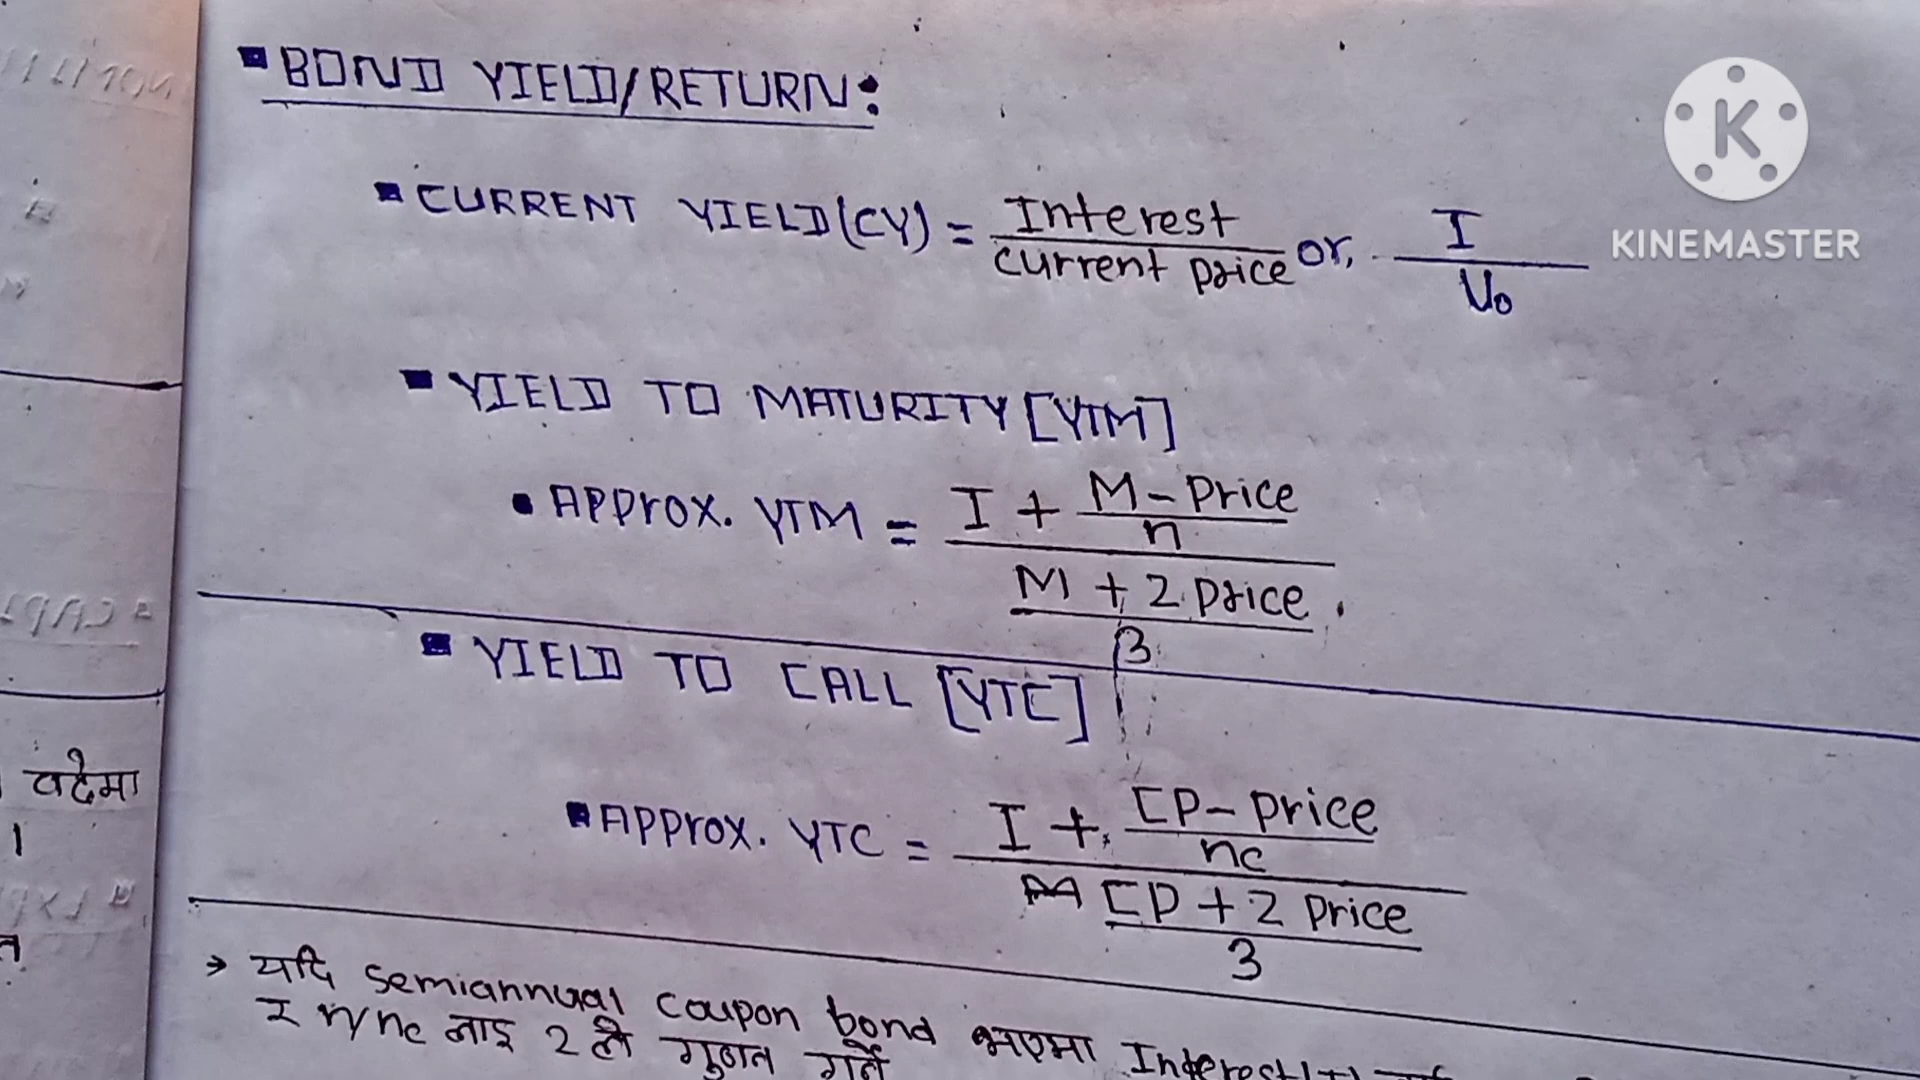 ▪BOND YIELD/RETURN:
▪CURRENT YIELD(CY) = Interest / current price or, I / V₀
▪YIELD TO MATURITY [YTM]
• Approx. YTM = I + (M - Price / n) / (M + 2 price / 3)
▪YIELD TO CALL [YTC]
▪Approx. YTC = I + (CP - Price / nc) / (CP + 2 Price / 3)
→ यदि semiannual coupon bond भएमा Interest(I)
र n/nc लाइ 2 ले गुणन गर्ने
KINEMASTER